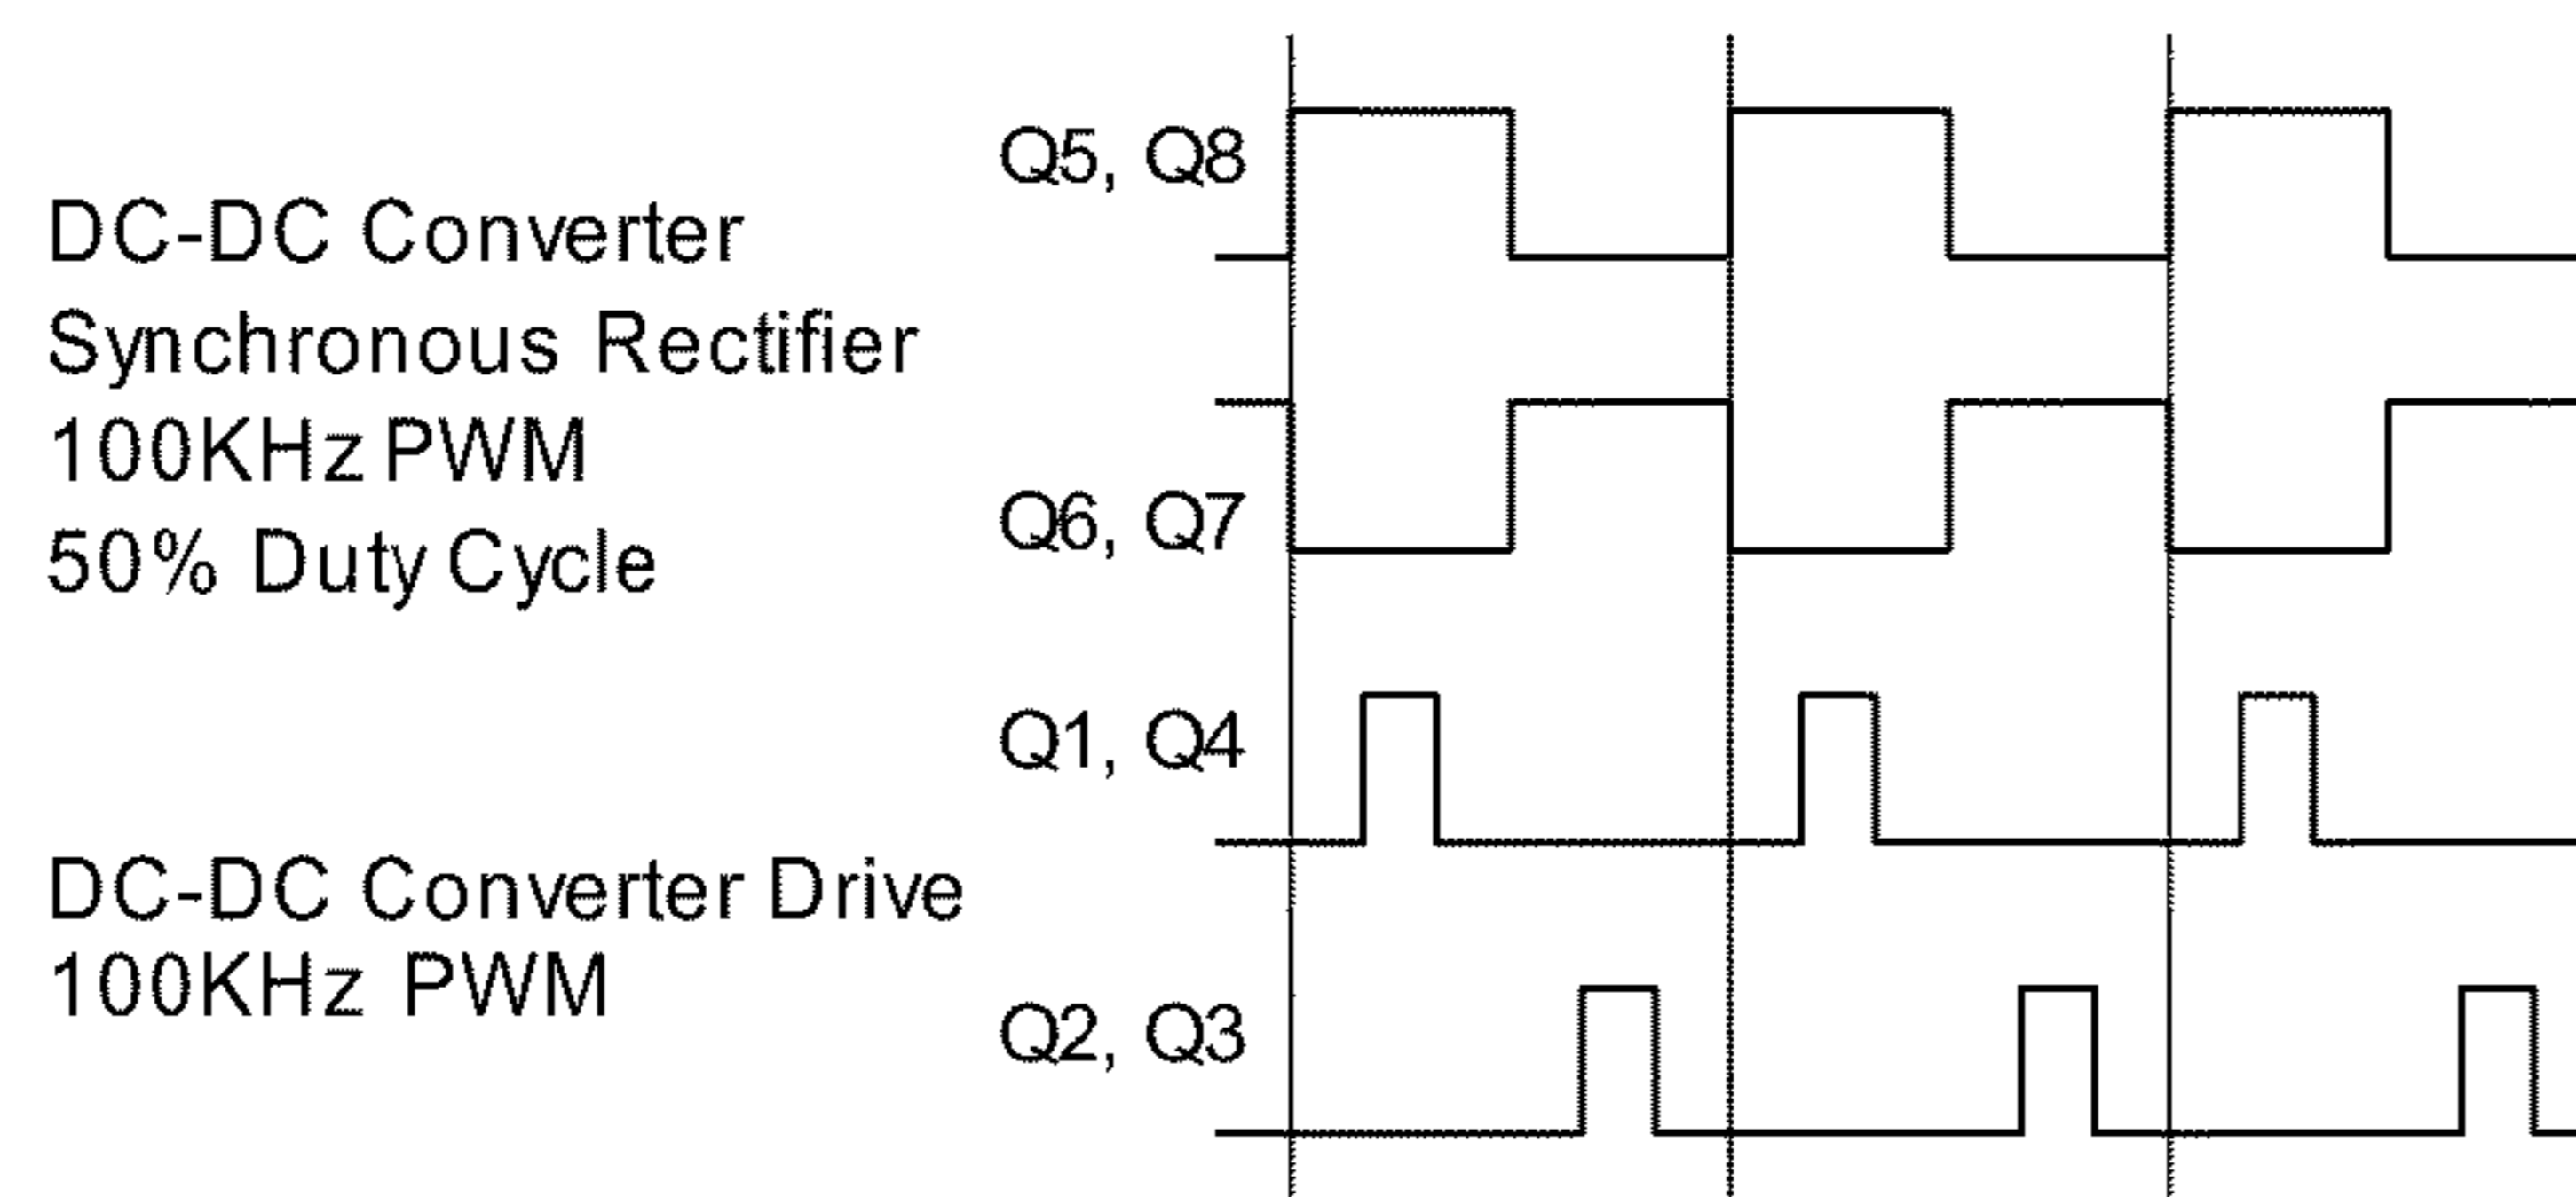 DC-DC Converter
Synchronous Rectifier
100KHz PWM
50% Duty Cycle
Q5, Q8
Q6, Q7
DC-DC Converter Drive
100KHz PWM
Q1, Q4
Q2, Q3